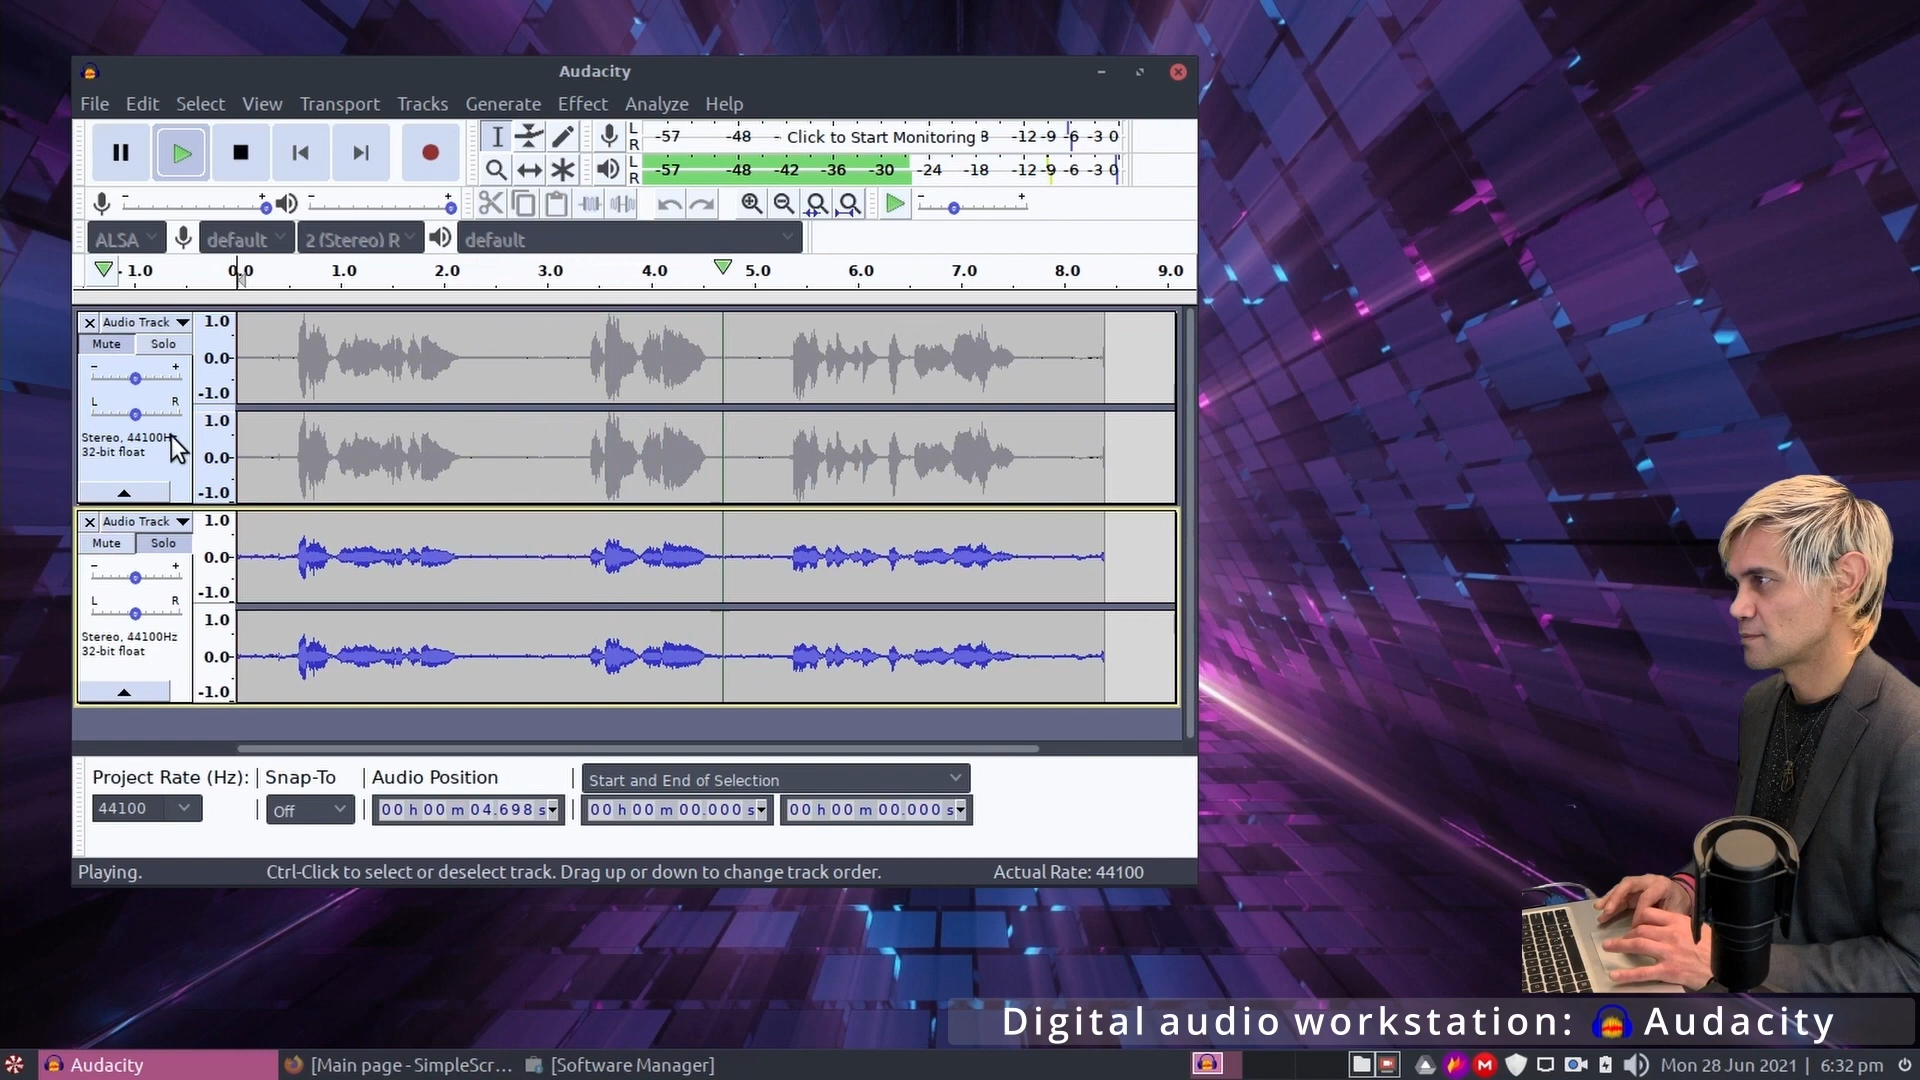 Audacity
File Edit Select View Transport Tracks Generate Effect Analyze Help
L R -57 -48 - Click to Start Monitoring -12 -9 -6 -3 0
L R -57 -48 -42 -36 -30 -24 -18 -12 -9 -6 -3 0
- + - + - +
ALSA default 2 (Stereo) R default
- 1.0 0.0 1.0 2.0 3.0 4.0 5.0 6.0 7.0 8.0 9.0
Audio Track 1.0
Mute Solo
- + 0.0
L R -1.0
1.0
Stereo, 44100Hz
32-bit float 0.0
-1.0
Audio Track 1.0
Mute Solo
- + 0.0
L R -1.0
1.0
Stereo, 44100Hz
32-bit float 0.0
-1.0
Project Rate (Hz): Snap-To Audio Position Start and End of Selection
44100 Off 00 h 00 m 04.698 s 00 h 00 m 00.000 s 00 h 00 m 00.000 s
Playing. Ctrl-Click to select or deselect track. Drag up or down to change track order. Actual Rate: 44100
Digital audio workstation: Audacity
Audacity [Main page - SimpleScr... [Software Manager] Mon 28 Jun 2021 | 6:32 pm